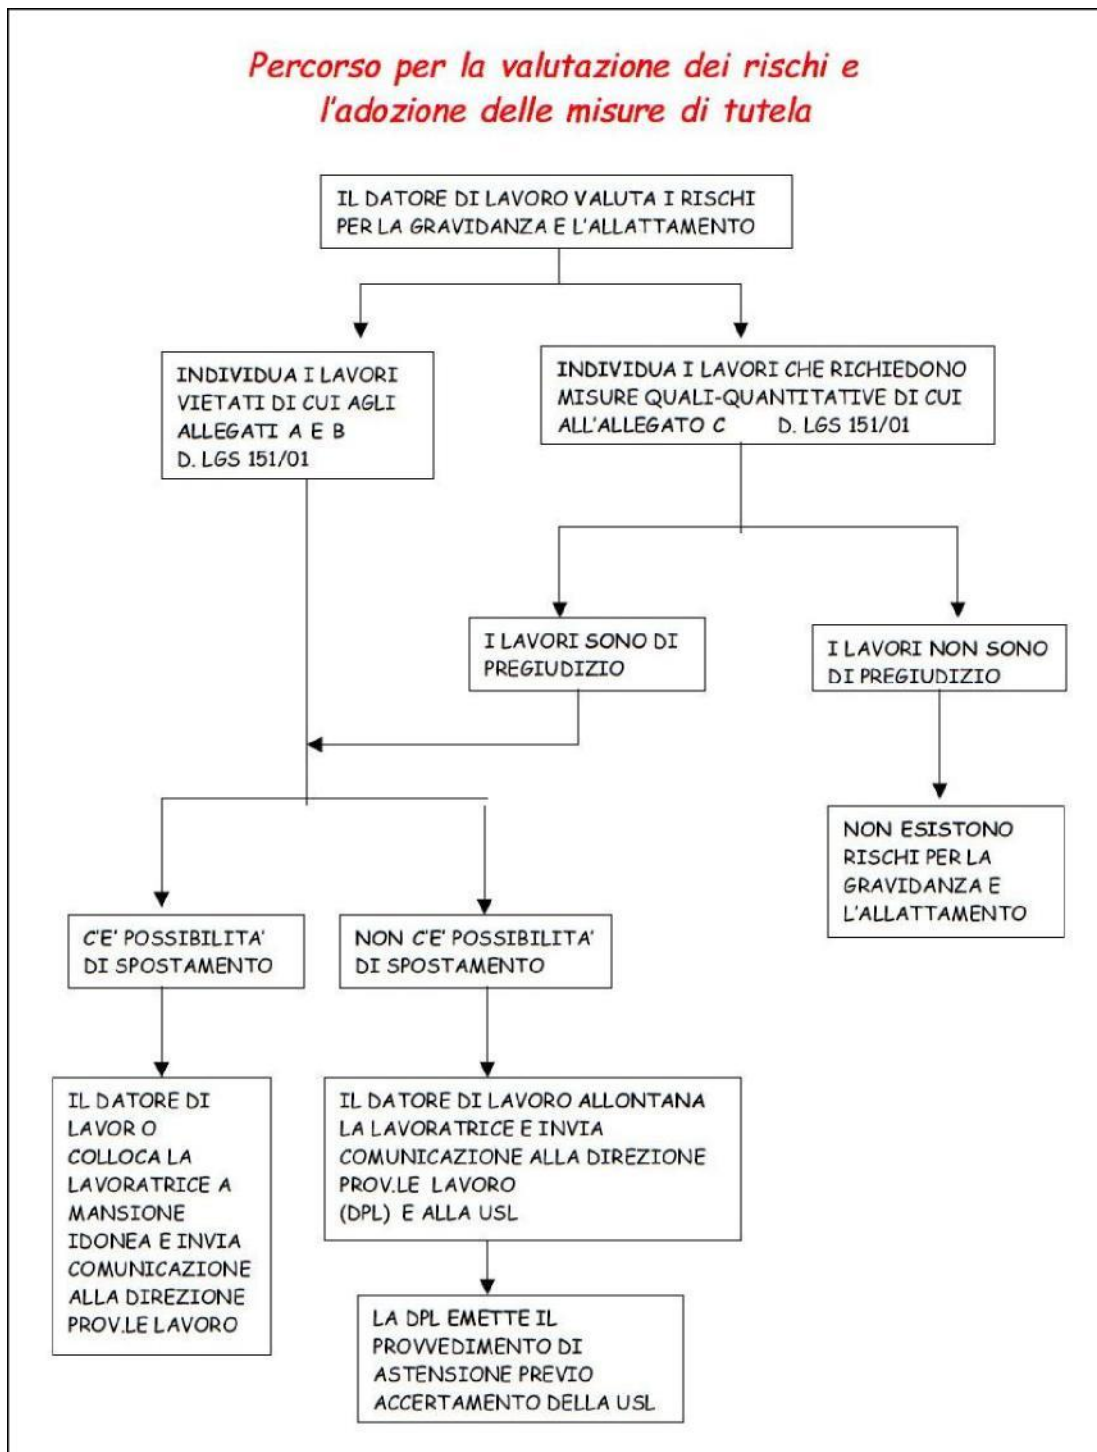 Percorso per la valutazione dei rischi e
l'adozione delle misure di tutela
IL DATORE DI LAVORO VALUTA I RISCHI
PER LA GRAVIDANZA E L'ALLATTAMENTO
INDIVIDUA I LAVORI
VIETATI DI CUI AGLI
ALLEGATI A E B
D. LGS 151/01
INDIVIDUA I LAVORI CHE RICHIEDONO
MISURE QUALI-QUANTITATIVE DI CUI
ALL'ALLEGATO C D. LGS 151/01
I LAVORI SONO DI
PREGIUDIZIO
I LAVORI NON SONO
DI PREGIUDIZIO
NON ESISTONO
RISCHI PER LA
GRAVIDANZA E
L'ALLATTAMENTO
C'E' POSSIBILITA'
DI SPOSTAMENTO
NON C'E' POSSIBILITA'
DI SPOSTAMENTO
IL DATORE DI
LAVOR O
COLLOCA LA
LAVORATRICE A
MANSIONE
IDONEA E INVIA
COMUNICAZIONE
ALLA DIREZIONE
PROV.LE LAVORO
IL DATORE DI LAVORO ALLONTANA
LA LAVORATRICE E INVIA
COMUNICAZIONE ALLA DIREZIONE
PROV.LE LAVORO
(DPL) E ALLA USL
LA DPL EMETTE IL
PROVVEDIMENTO DI
ASTENSIONE PREVIO
ACCERTAMENTO DELLA USL